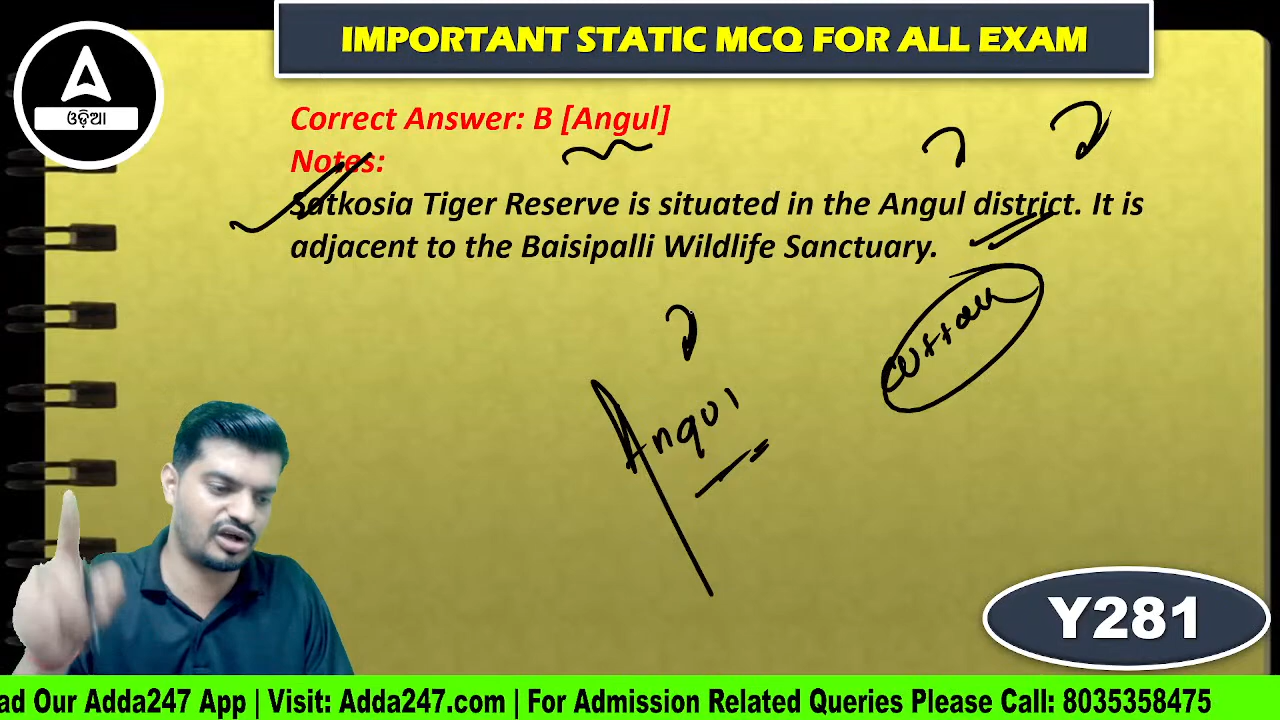 IMPORTANT STATIC MCQ FOR ALL EXAM
ଓଡ଼ିଆ
Correct Answer: B [Angul]
Notes:
Satkosia Tiger Reserve is situated in the Angul district. It is
adjacent to the Baisipalli Wildlife Sanctuary.
Angul
Y281
ad Our Adda247 App | Visit: Adda247.com | For Admission Related Queries Please Call: 8035358475